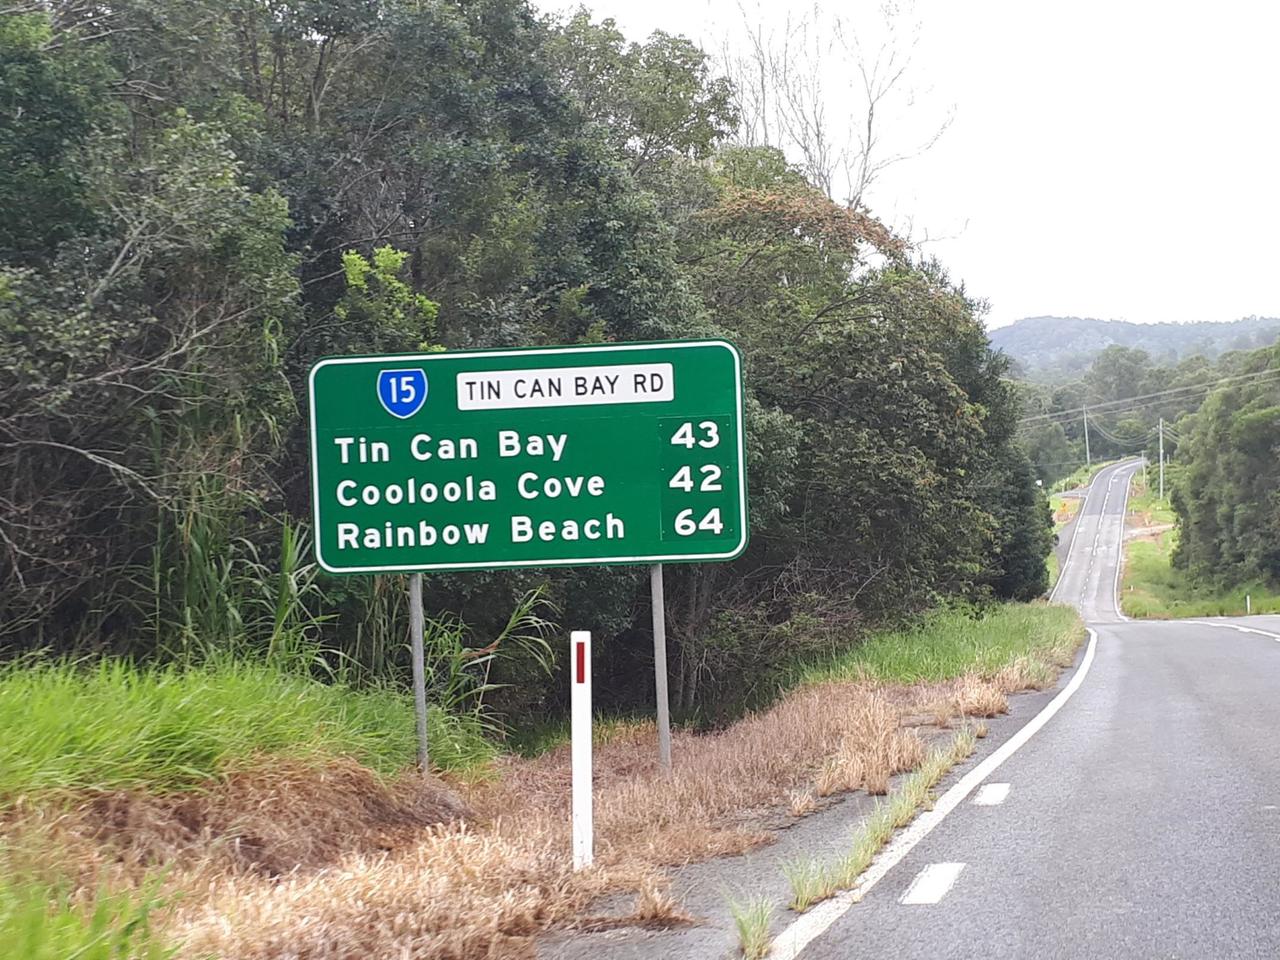 15 TIN CAN BAY RD
Tin Can Bay 43
Cooloola Cove 42
Rainbow Beach 64